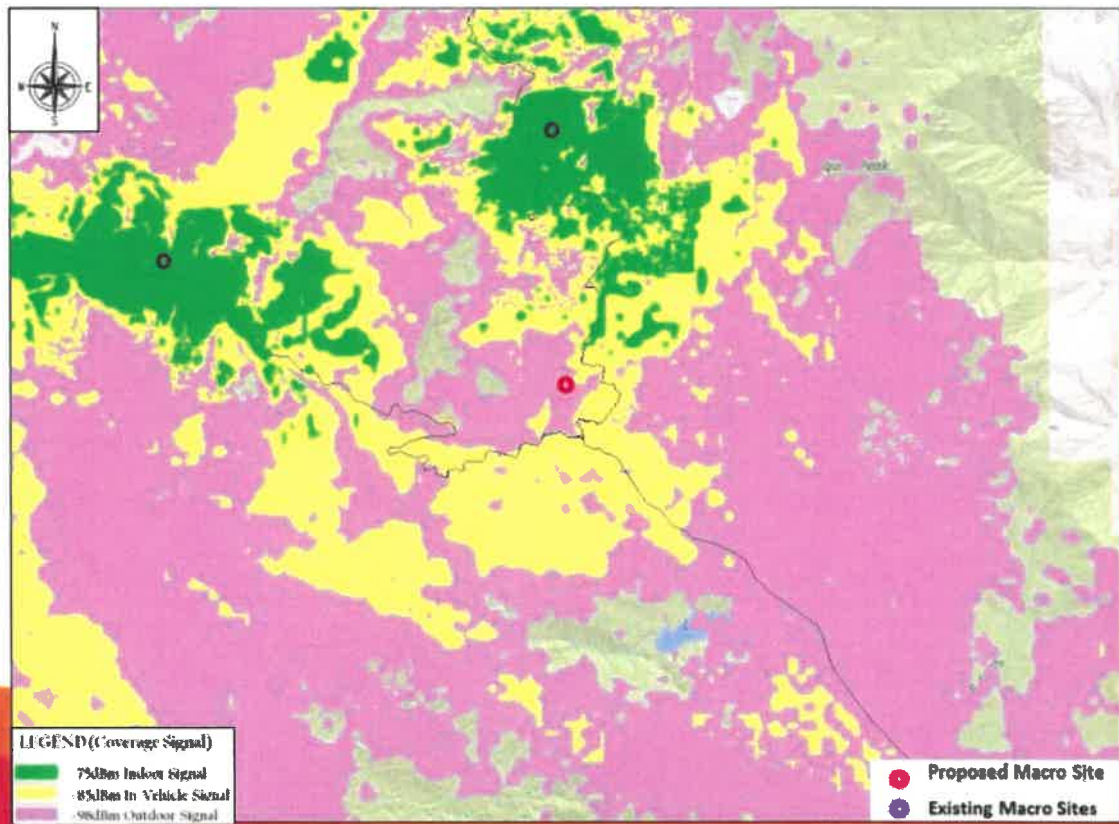 N
W E
S
LEGEND (Coverage Signal)
-75dBm Indoor Signal
-85dBm In-Vehicle Signal
-98dBm Outdoor Signal
Proposed Macro Site
Existing Macro Sites